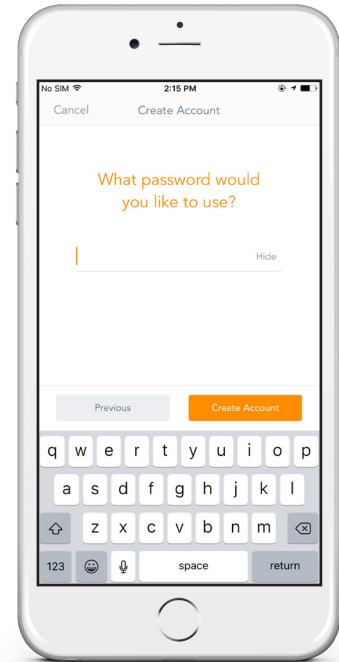 No SIM 2:15 PM
Cancel Create Account
What password would
you like to use?
Hide
Previous Create Account
q w e r t y u i o p
a s d f g h j k l
z x c v b n m
123 space return